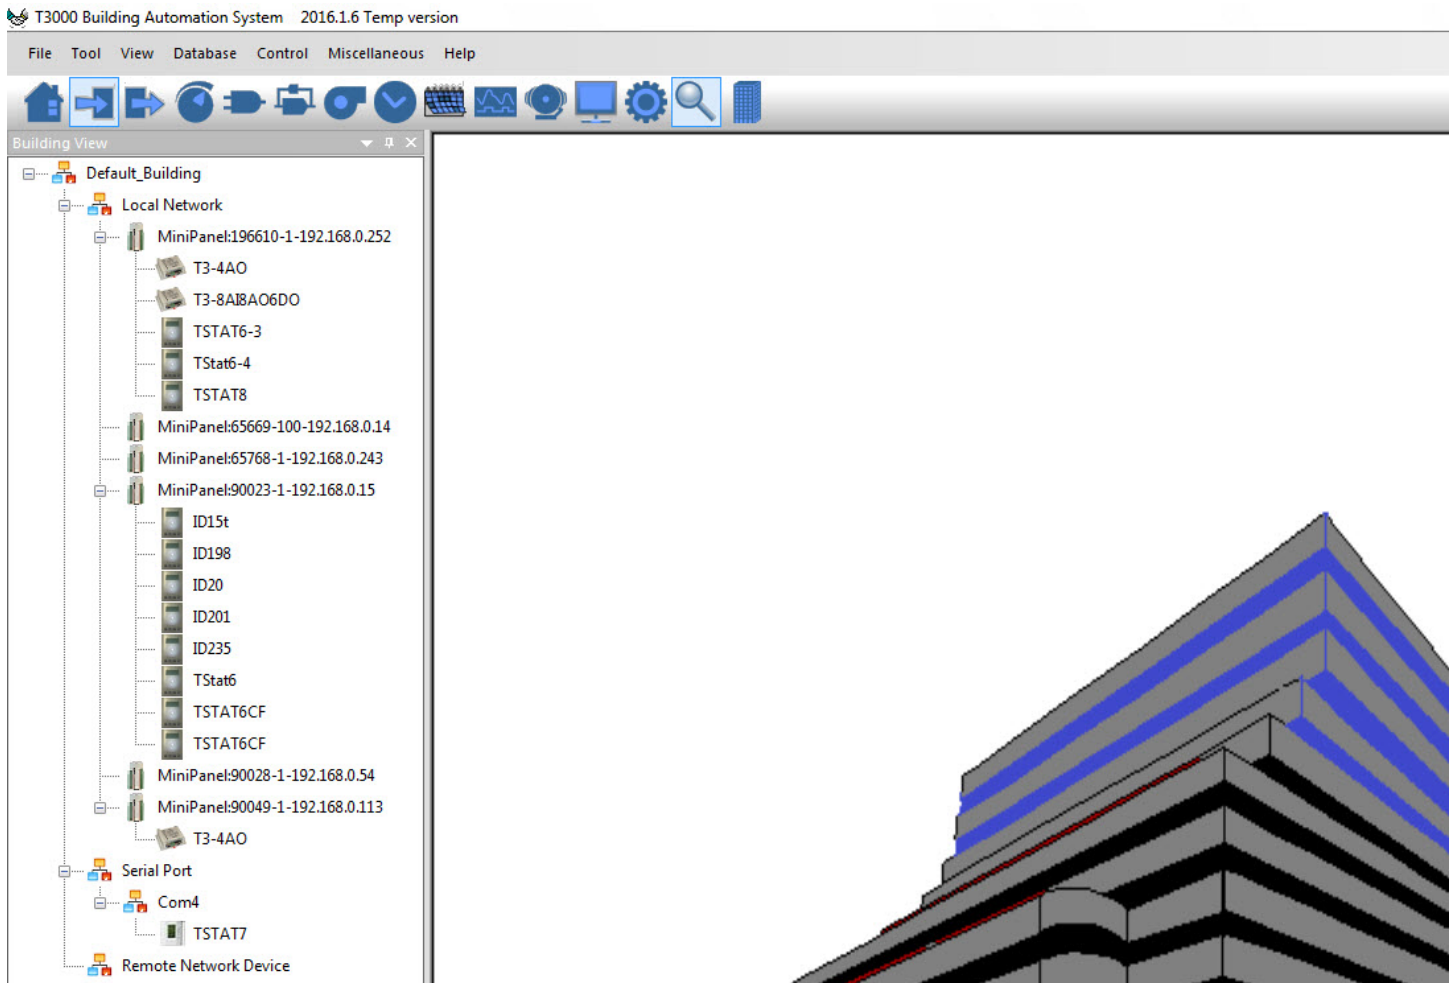 T3000 Building Automation System 2016.1.6 Temp version
File Tool View Database Control Miscellaneous Help
Building View
Default_Building
Local Network
MiniPanel:196610-1-192.168.0.252
T3-4AO
T3-8AI8AO6DO
TSTAT6-3
TStat6-4
TSTAT8
MiniPanel:65669-100-192.168.0.14
MiniPanel:65768-1-192.168.0.243
MiniPanel:90023-1-192.168.0.15
ID15t
ID198
ID20
ID201
ID235
TStat6
TSTAT6CF
TSTAT6CF
MiniPanel:90028-1-192.168.0.54
MiniPanel:90049-1-192.168.0.113
T3-4AO
Serial Port
Com4
TSTAT7
Remote Network Device